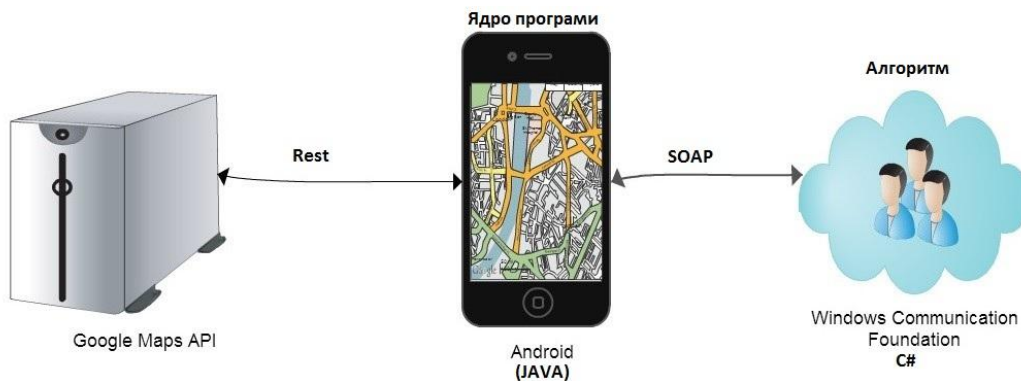 Ядро програми
Алгоритм
Rest
SOAP
Google Maps API
Android
(JAVA)
Windows Communication
Foundation
C#